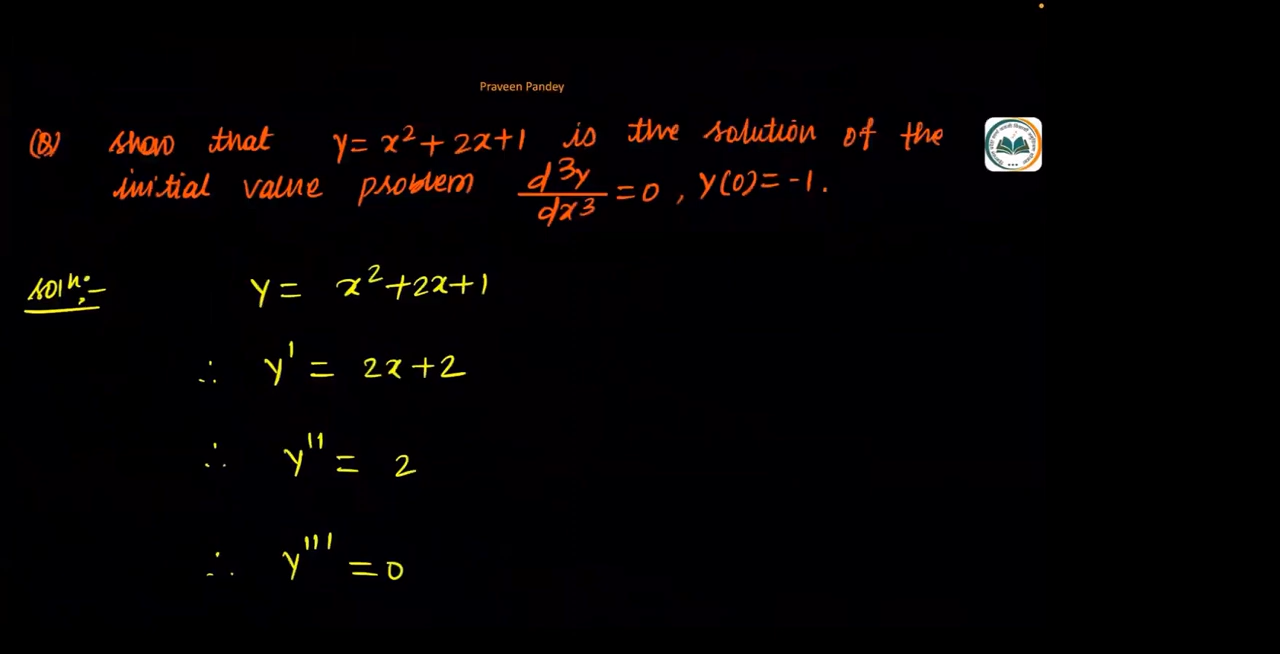 Praveen Pandey
(Q) show that y = x² + 2x + 1 is the solution of the
initial value problem d³y/dx³ = 0 , y(0) = -1.
soln:-
y = x² + 2x + 1
∴ y' = 2x + 2
∴ y'' = 2
∴ y''' = 0